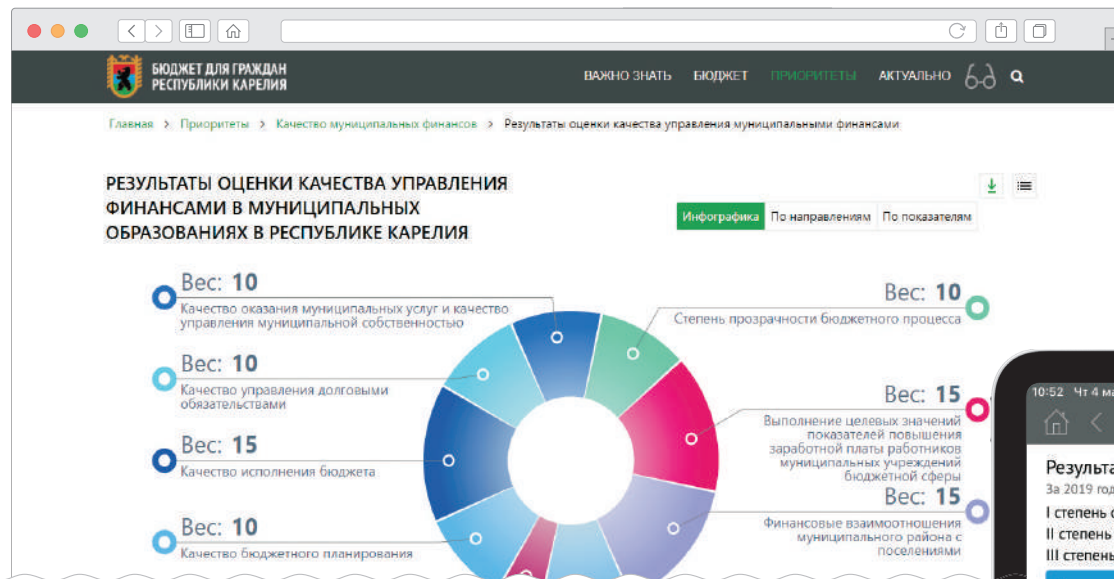 БЮДЖЕТ ДЛЯ ГРАЖДАН
РЕСПУБЛИКИ КАРЕЛИЯ
ВАЖНО ЗНАТЬ БЮДЖЕТ ПРИОРИТЕТЫ АКТУАЛЬНО
Главная > Приоритеты > Качество муниципальных финансов > Результаты оценки качества управления муниципальными финансами
РЕЗУЛЬТАТЫ ОЦЕНКИ КАЧЕСТВА УПРАВЛЕНИЯ
ФИНАНСАМИ В МУНИЦИПАЛЬНЫХ
ОБРАЗОВАНИЯХ В РЕСПУБЛИКЕ КАРЕЛИЯ
Инфографика По направлениям По показателям
Вес: 10
Качество оказания муниципальных услуг и качество
управления муниципальной собственностью
Вес: 10
Качество управления долговыми
обязательствами
Вес: 15
Качество исполнения бюджета
Вес: 10
Качество бюджетного планирования
Вес: 10
Степень прозрачности бюджетного процесса
Вес: 15
Выполнение целевых значений
показателей повышения
заработной платы работников
муниципальных учреждений
бюджетной сферы
Вес: 15
Финансовые взаимоотношения
муниципального района с
поселениями
10:52 Чт 4
За 2019
I степень
II степень
III степень